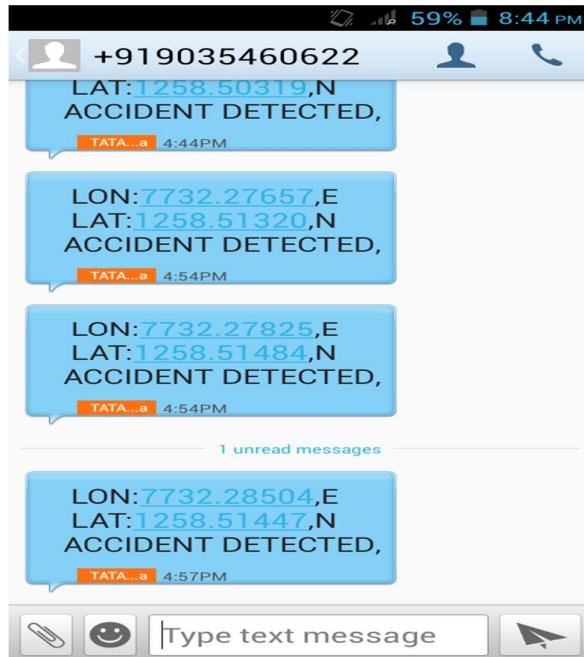 59% 8:44 PM
+919035460622
LAT:1258.50319,N
ACCIDENT DETECTED,
TATA...a 4:44PM
LON:7732.27657,E
LAT:1258.51320,N
ACCIDENT DETECTED,
TATA...a 4:54PM
LON:7732.27825,E
LAT:1258.51484,N
ACCIDENT DETECTED,
TATA...a 4:54PM
1 unread messages
LON:7732.28504,E
LAT:1258.51447,N
ACCIDENT DETECTED,
TATA...a 4:57PM
Type text message